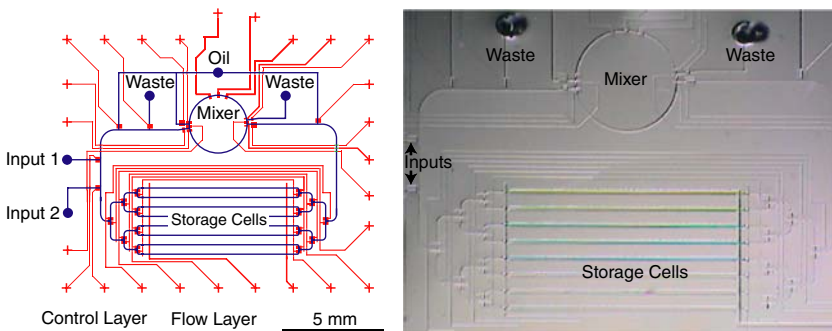 Oil
Waste
Waste
Mixer
Input 1
Input 2
Storage Cells
Control Layer
Flow Layer
5 mm
Waste
Waste
Mixer
Inputs
Storage Cells